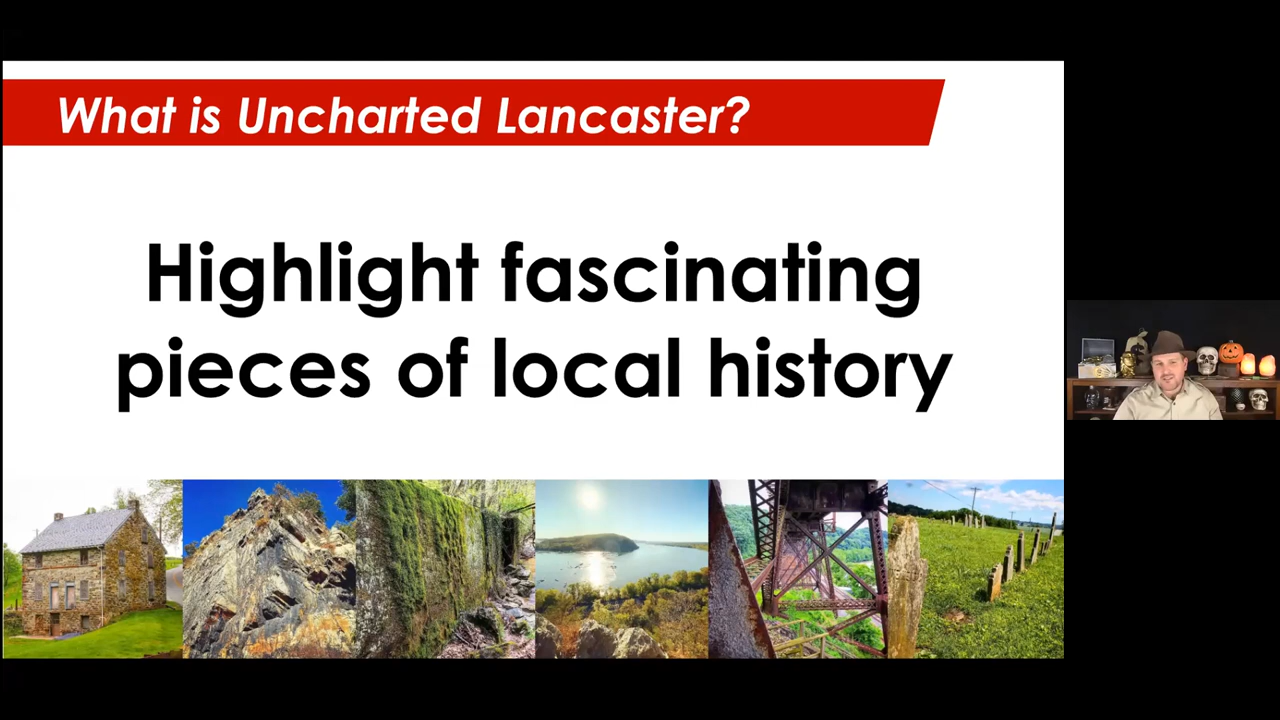 What is Uncharted Lancaster?
Highlight fascinating
pieces of local history